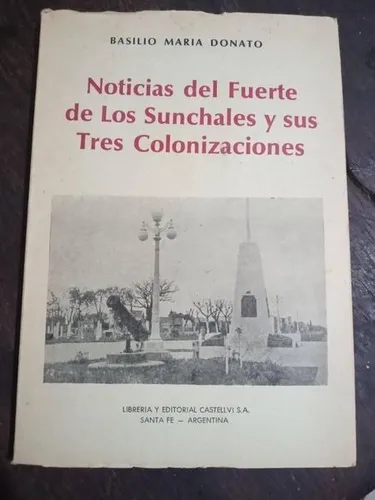 BASILIO MARIA DONATO
Noticias del Fuerte
de Los Sunchales y sus
Tres Colonizaciones
LIBRERIA Y EDITORIAL CASTELLVI S.A.
SANTA FE — ARGENTINA